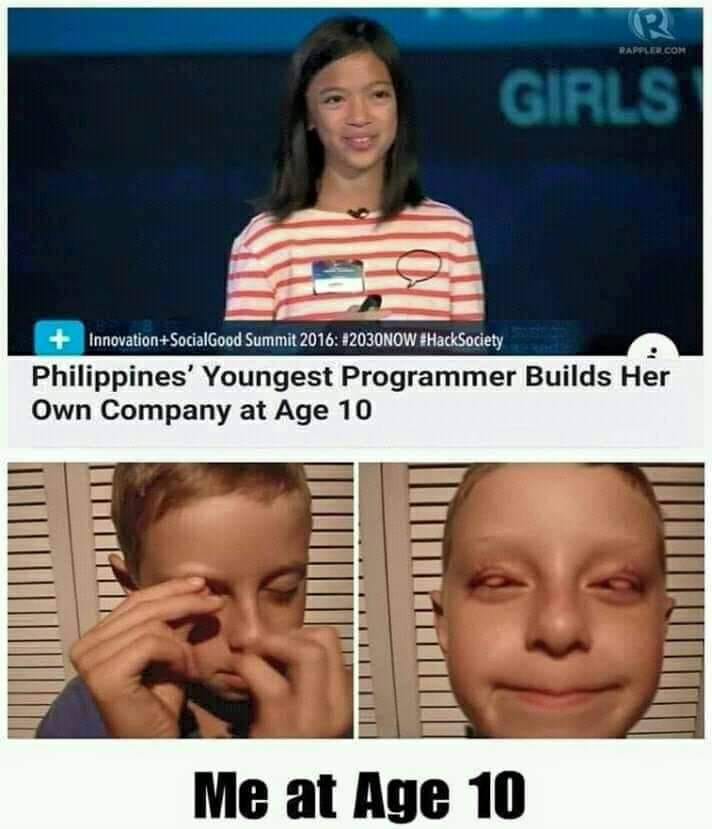 RAPPLER.COM
GIRLS
Innovation+SocialGood Summit 2016: #2030NOW #HackSociety
Philippines' Youngest Programmer Builds Her
Own Company at Age 10
Me at Age 10